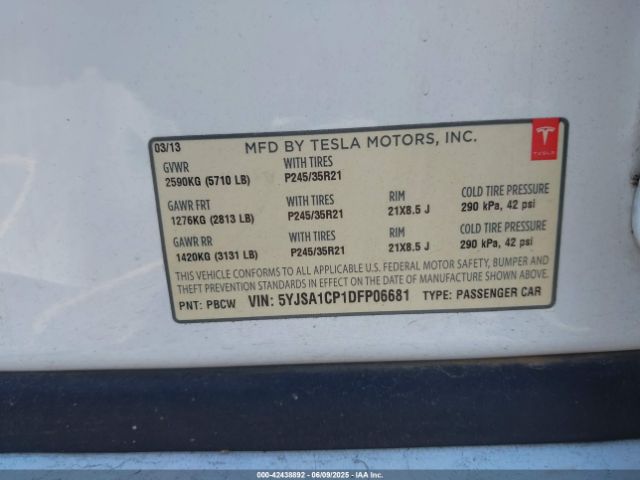 03/13 MFD BY TESLA MOTORS, INC.
TESLA
GVWR WITH TIRES
2590KG (5710 LB) P245/35R21
GAWR FRT WITH TIRES RIM COLD TIRE PRESSURE
1276KG (2813 LB) P245/35R21 21X8.5 J 290 kPa, 42 psi
GAWR RR WITH TIRES RIM COLD TIRE PRESSURE
1420KG (3131 LB) P245/35R21 21X8.5 J 290 kPa, 42 psi
THIS VEHICLE CONFORMS TO ALL APPLICABLE U.S. FEDERAL MOTOR SAFETY, BUMPER AND
THEFT PREVENTION STANDARDS IN EFFECT ON THE DATE OF MANUFACTURE SHOWN ABOVE.
PNT: PBCW VIN: 5YJSA1CP1DFP06681 TYPE: PASSENGER CAR
000-42438892 - 06/09/2025 - IAA Inc.